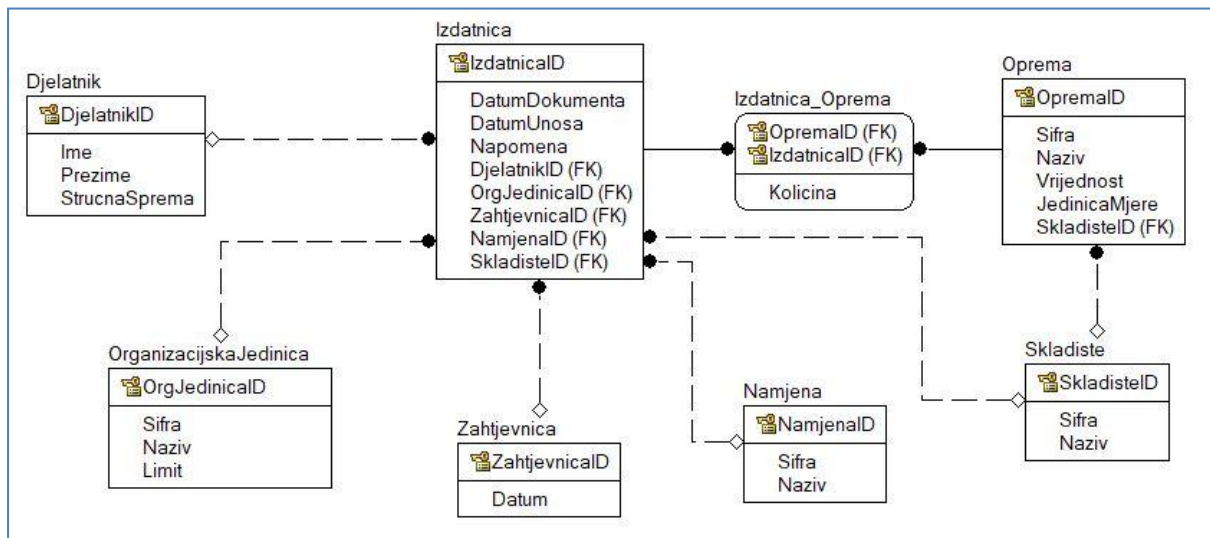 Izdatnica
IzdatnicaID
DatumDokumenta
DatumUnosa
Napomena
DjelatnikID (FK)
OrgJedinicaID (FK)
ZahtjevnicaID (FK)
NamjenaID (FK)
SkladisteID (FK)
Djelatnik
DjelatnikID
Ime
Prezime
StrucnaSprema
Izdatnica_Oprema
OpremaID (FK)
IzdatnicaID (FK)
Kolicina
Oprema
OpremaID
Sifra
Naziv
Vrijednost
JedinicaMjere
SkladisteID (FK)
OrganizacijskaJedinica
OrgJedinicaID
Sifra
Naziv
Limit
Zahtjevnica
ZahtjevnicaID
Datum
Namjena
NamjenaID
Sifra
Naziv
Skladiste
SkladisteID
Sifra
Naziv